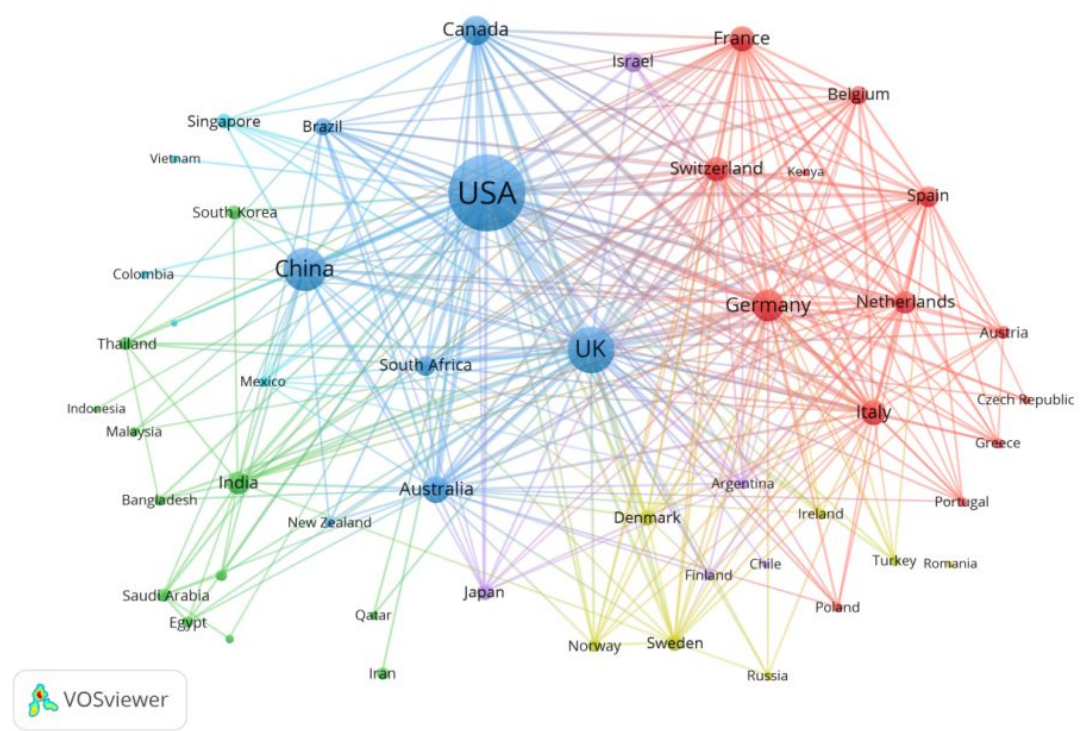 Canada
France
Israel
Belgium
Singapore
Brazil
Vietnam
Switzerland
Kenya
USA
Spain
South Korea
China
Colombia
Germany
Netherlands
Austria
Thailand
UK
South Africa
Mexico
Czech Republic
Indonesia
Italy
Malaysia
Greece
India
Argentina
Australia
Bangladesh
Portugal
New Zealand
Denmark
Ireland
Turkey
Romania
Chile
Finland
Saudi Arabia
Japan
Poland
Qatar
Egypt
Norway
Sweden
Iran
Russia
VOSviewer